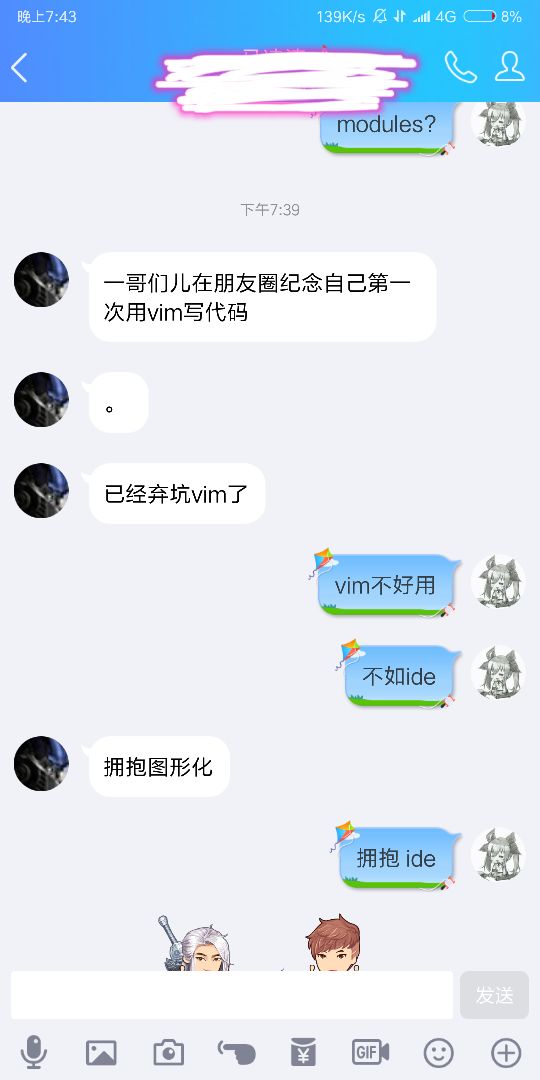 晚上7:43
139K/s
4G
8%
modules?
下午7:39
一哥们儿在朋友圈纪念自己第一
次用vim写代码
。
已经弃坑vim了
vim不好用
不如ide
拥抱图形化
拥抱 ide
发送
GIF